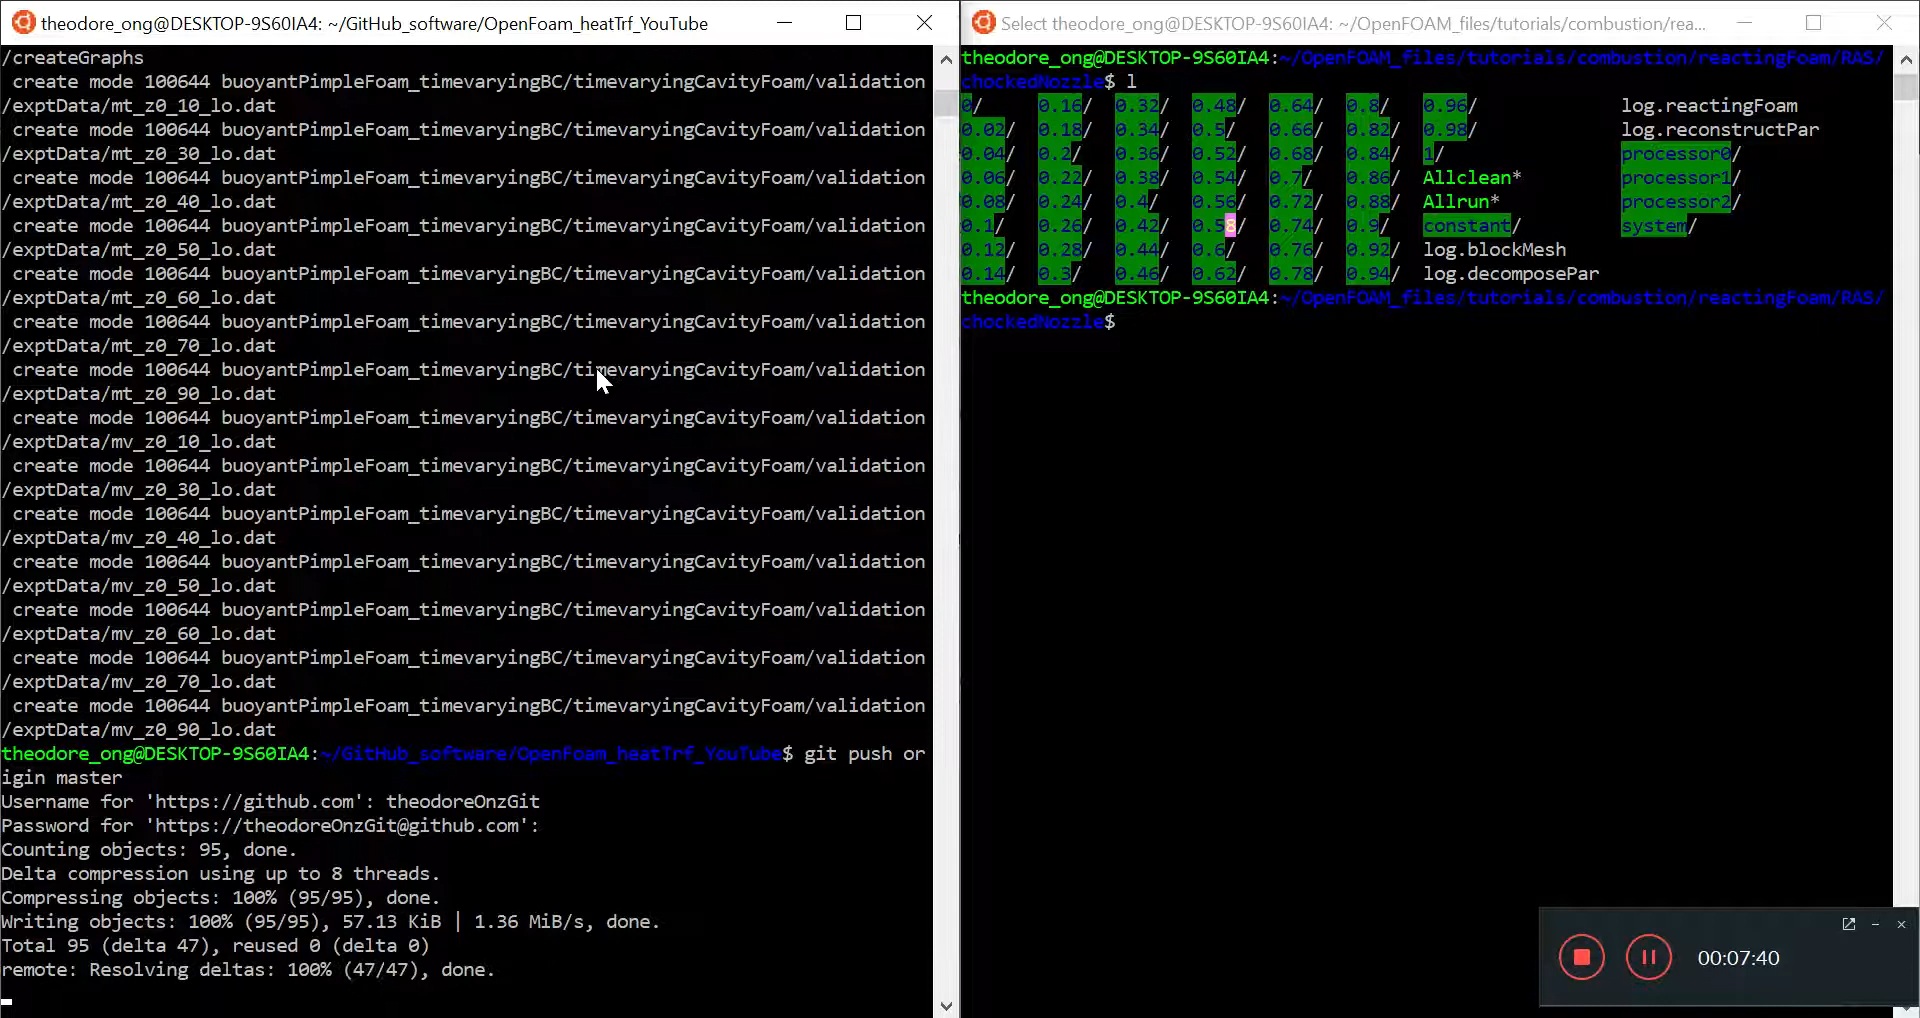 theodore_ong@DESKTOP-9S60IA4: ~/GitHub_software/OpenFoam_heatTrf_YouTube
/createGraphs
create mode 100644 buoyantPimpleFoam_timevaryingBC/timevaryingCavityFoam/validation
/exptData/mt_z0_10_lo.dat
create mode 100644 buoyantPimpleFoam_timevaryingBC/timevaryingCavityFoam/validation
/exptData/mt_z0_30_lo.dat
create mode 100644 buoyantPimpleFoam_timevaryingBC/timevaryingCavityFoam/validation
/exptData/mt_z0_40_lo.dat
create mode 100644 buoyantPimpleFoam_timevaryingBC/timevaryingCavityFoam/validation
/exptData/mt_z0_50_lo.dat
create mode 100644 buoyantPimpleFoam_timevaryingBC/timevaryingCavityFoam/validation
/exptData/mt_z0_60_lo.dat
create mode 100644 buoyantPimpleFoam_timevaryingBC/timevaryingCavityFoam/validation
/exptData/mt_z0_70_lo.dat
create mode 100644 buoyantPimpleFoam_timevaryingBC/timevaryingCavityFoam/validation
/exptData/mt_z0_90_lo.dat
create mode 100644 buoyantPimpleFoam_timevaryingBC/timevaryingCavityFoam/validation
/exptData/mv_z0_10_lo.dat
create mode 100644 buoyantPimpleFoam_timevaryingBC/timevaryingCavityFoam/validation
/exptData/mv_z0_30_lo.dat
create mode 100644 buoyantPimpleFoam_timevaryingBC/timevaryingCavityFoam/validation
/exptData/mv_z0_40_lo.dat
create mode 100644 buoyantPimpleFoam_timevaryingBC/timevaryingCavityFoam/validation
/exptData/mv_z0_50_lo.dat
create mode 100644 buoyantPimpleFoam_timevaryingBC/timevaryingCavityFoam/validation
/exptData/mv_z0_60_lo.dat
create mode 100644 buoyantPimpleFoam_timevaryingBC/timevaryingCavityFoam/validation
/exptData/mv_z0_70_lo.dat
create mode 100644 buoyantPimpleFoam_timevaryingBC/timevaryingCavityFoam/validation
/exptData/mv_z0_90_lo.dat
theodore_ong@DESKTOP-9S60IA4:~/GitHub_software/OpenFoam_heatTrf_YouTube$ git push or
igin master
Username for 'https://github.com': theodoreOnzGit
Password for 'https://theodoreOnzGit@github.com':
Counting objects: 95, done.
Delta compression using up to 8 threads.
Compressing objects: 100% (95/95), done.
Writing objects: 100% (95/95), 57.13 KiB | 1.36 MiB/s, done.
Total 95 (delta 47), reused 0 (delta 0)
remote: Resolving deltas: 100% (47/47), done.
Select theodore_ong@DESKTOP-9S60IA4: ~/OpenFOAM_files/tutorials/combustion/rea...
theodore_ong@DESKTOP-9S60IA4:~/OpenFOAM_files/tutorials/combustion/reactingFoam/RAS/
chockedNozzle$ l
0/ 0.16/ 0.32/ 0.48/ 0.64/ 0.8/ 0.96/ log.reactingFoam
0.02/ 0.18/ 0.34/ 0.5/ 0.66/ 0.82/ 0.98/ log.reconstructPar
0.04/ 0.2/ 0.36/ 0.52/ 0.68/ 0.84/ 1/ processor0/
0.06/ 0.22/ 0.38/ 0.54/ 0.7/ 0.86/ Allclean* processor1/
0.08/ 0.24/ 0.4/ 0.56/ 0.72/ 0.88/ Allrun* processor2/
0.1/ 0.26/ 0.42/ 0.58/ 0.74/ 0.9/ constant/ system/
0.12/ 0.28/ 0.44/ 0.6/ 0.76/ 0.92/ log.blockMesh
0.14/ 0.3/ 0.46/ 0.62/ 0.78/ 0.94/ log.decomposePar
theodore_ong@DESKTOP-9S60IA4:~/OpenFOAM_files/tutorials/combustion/reactingFoam/RAS/
chockedNozzle$
00:07:40